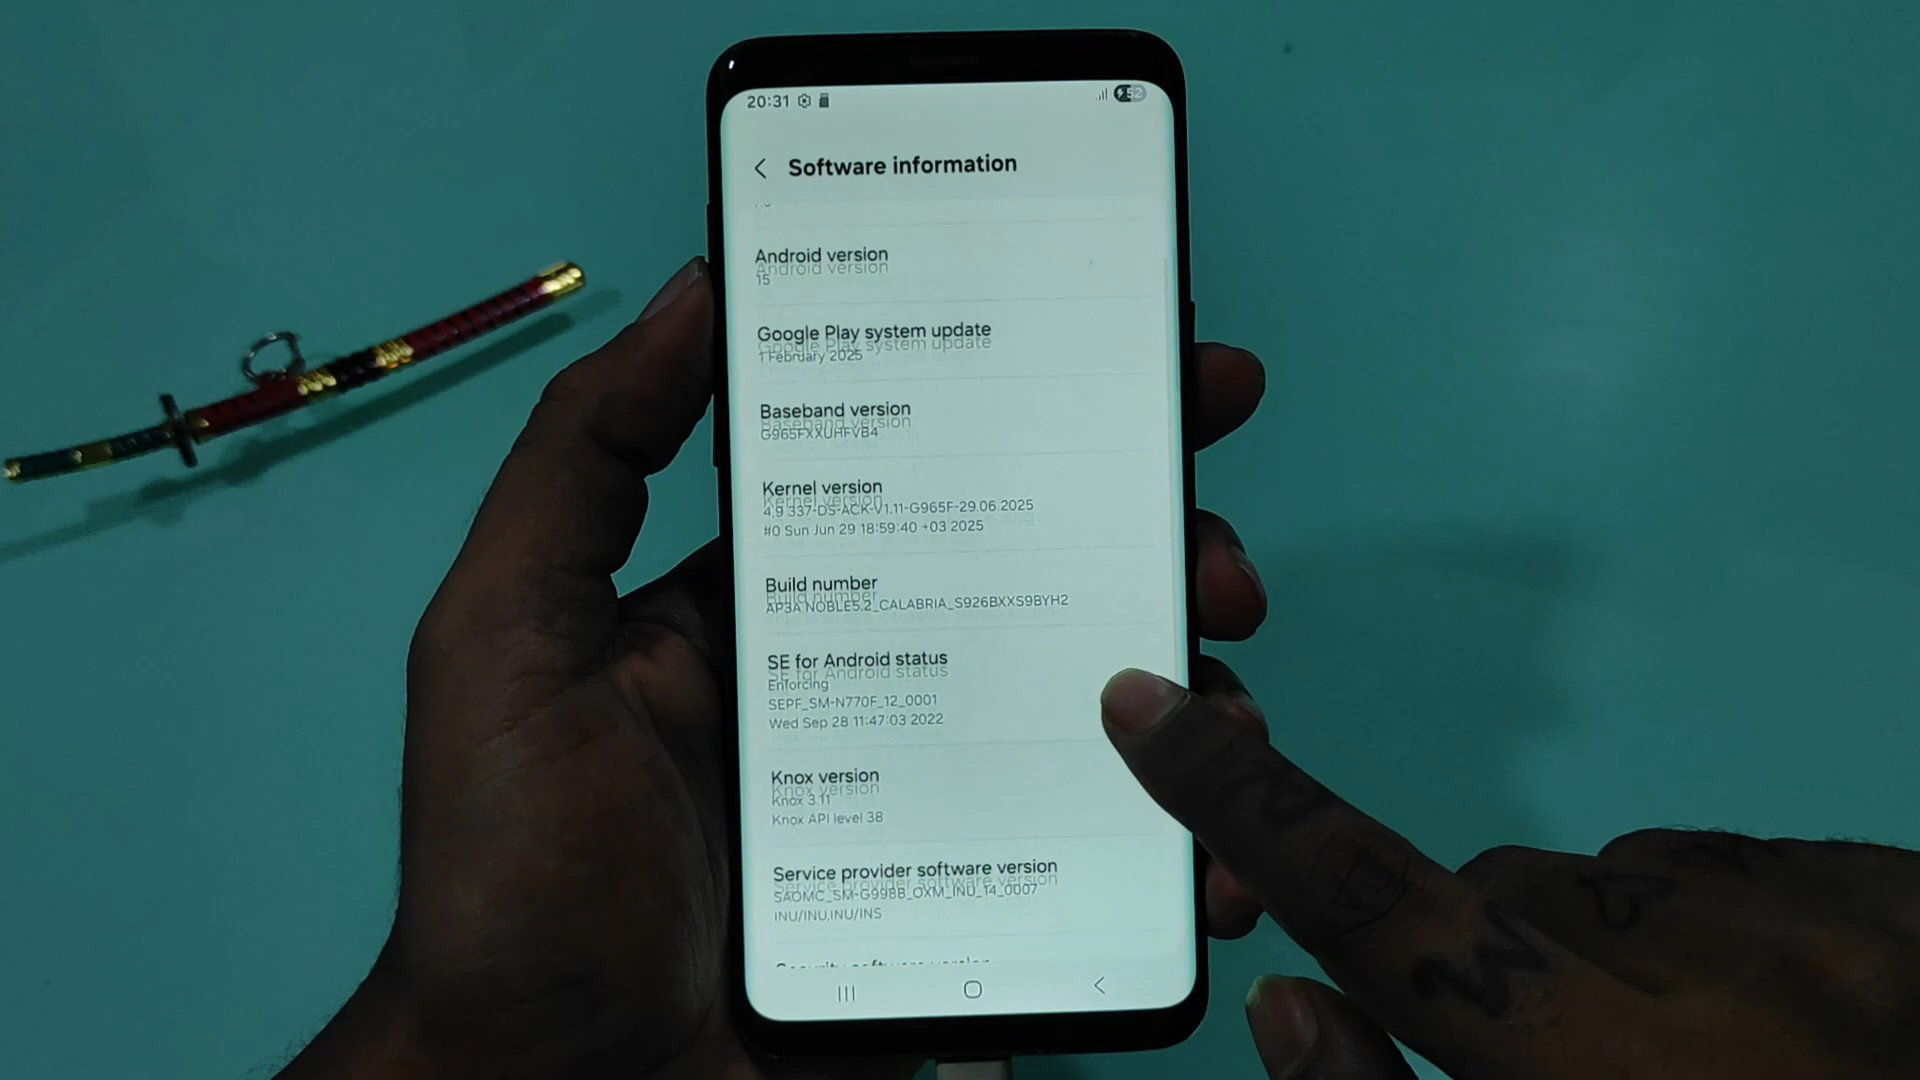 20:31
52
Software information
Android version
15
Google Play system update
1 February 2025
Baseband version
G965FXXUHFVB4
Kernel version
4.9.337-DS-ACK-V1.11-G965F-29.06.2025
#0 Sun Jun 29 18:59:40 +03 2025
Build number
AP3A.NOBLE5.2_CALABRIA_S926BXXS9BYH2
SE for Android status
Enforcing
SEPF_SM-N770F_12_0001
Wed Sep 28 11:47:03 2022
Knox version
Knox 3.11
Knox API level 38
Service provider software version
SAOMC_SM-G998B_OXM_INU_14_0007
INU/INU,INU/INS
Security software version